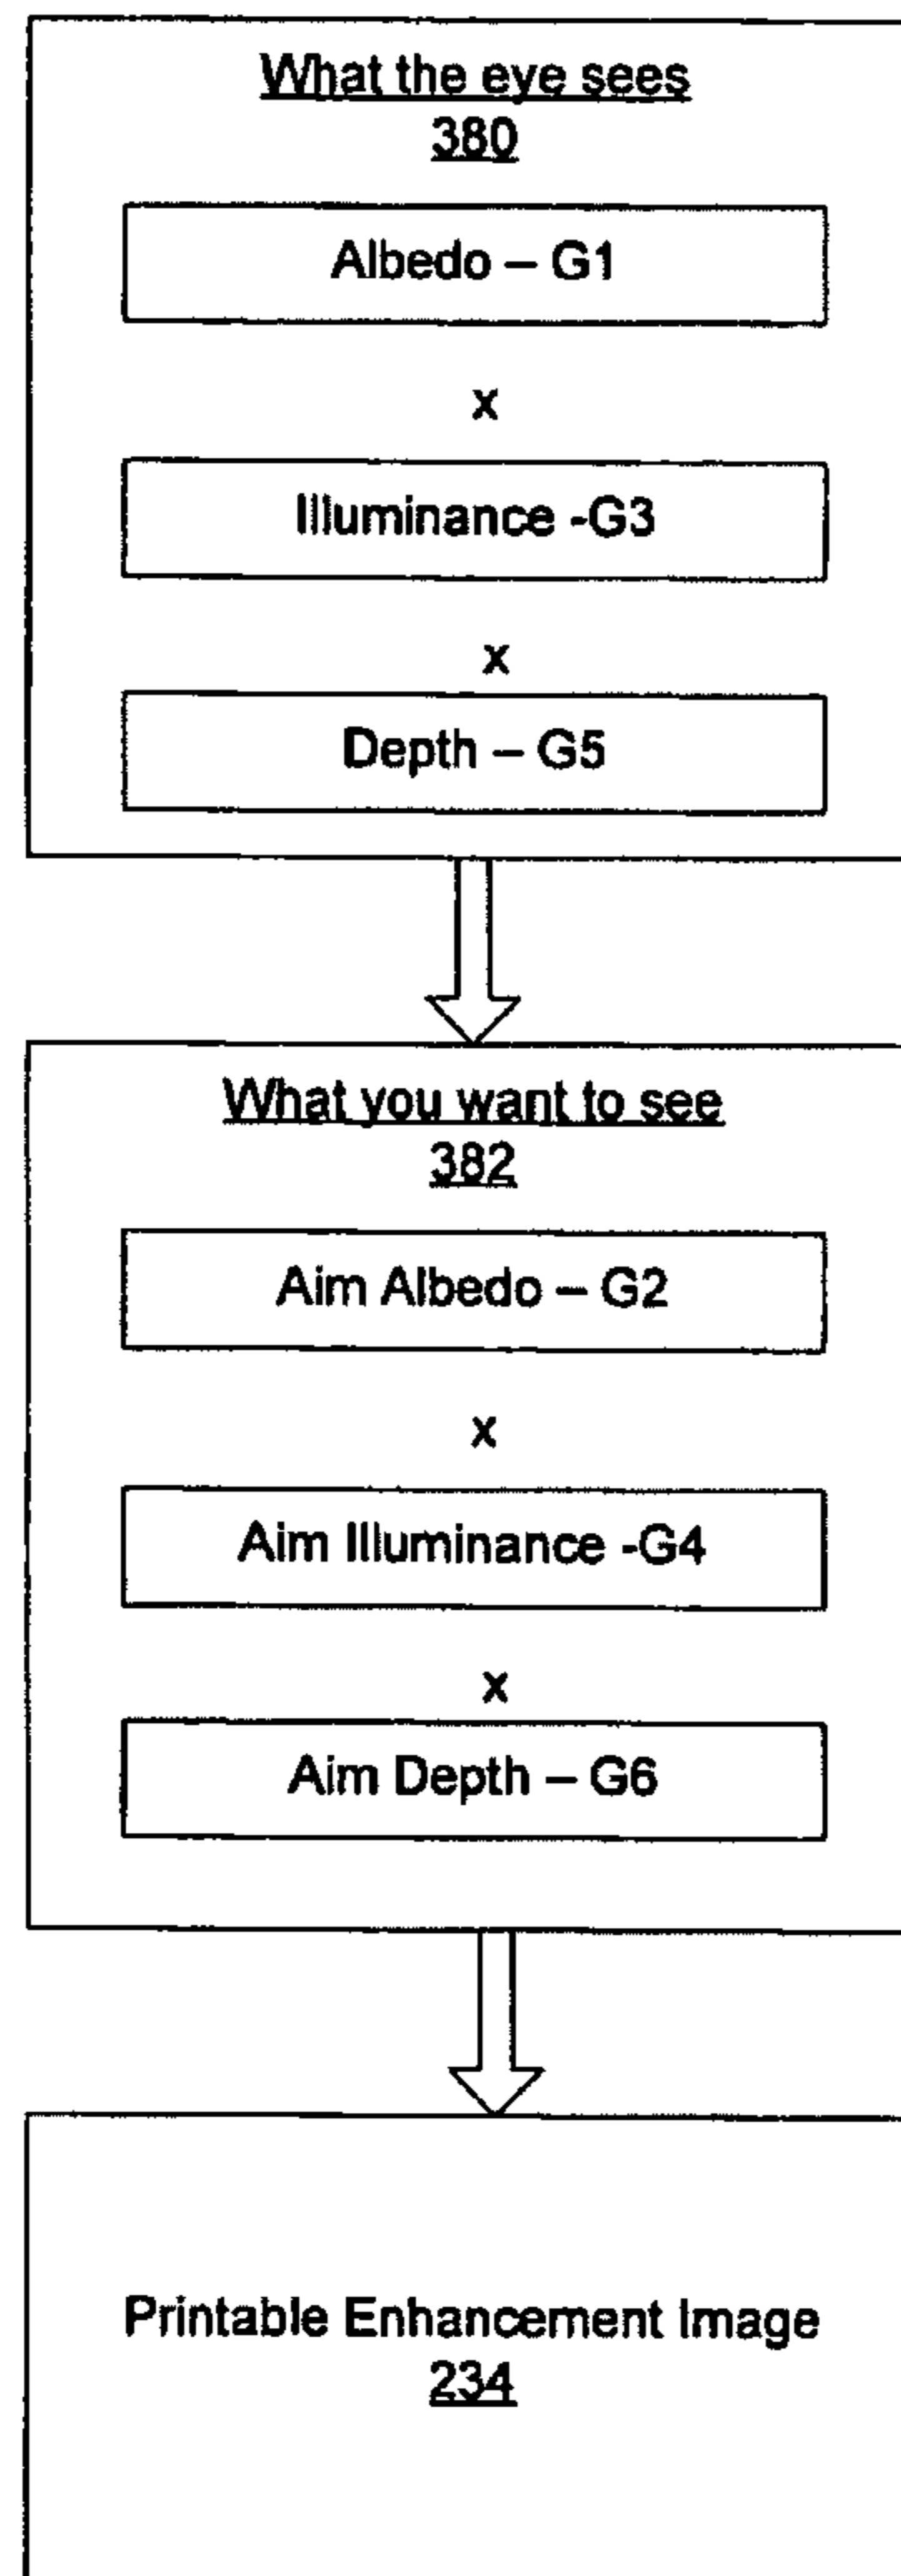 What the eye sees
380
Albedo – G1
x
Illuminance -G3
x
Depth – G5
What you want to see
382
Aim Albedo – G2
x
Aim Illuminance -G4
x
Aim Depth – G6
Printable Enhancement Image
234